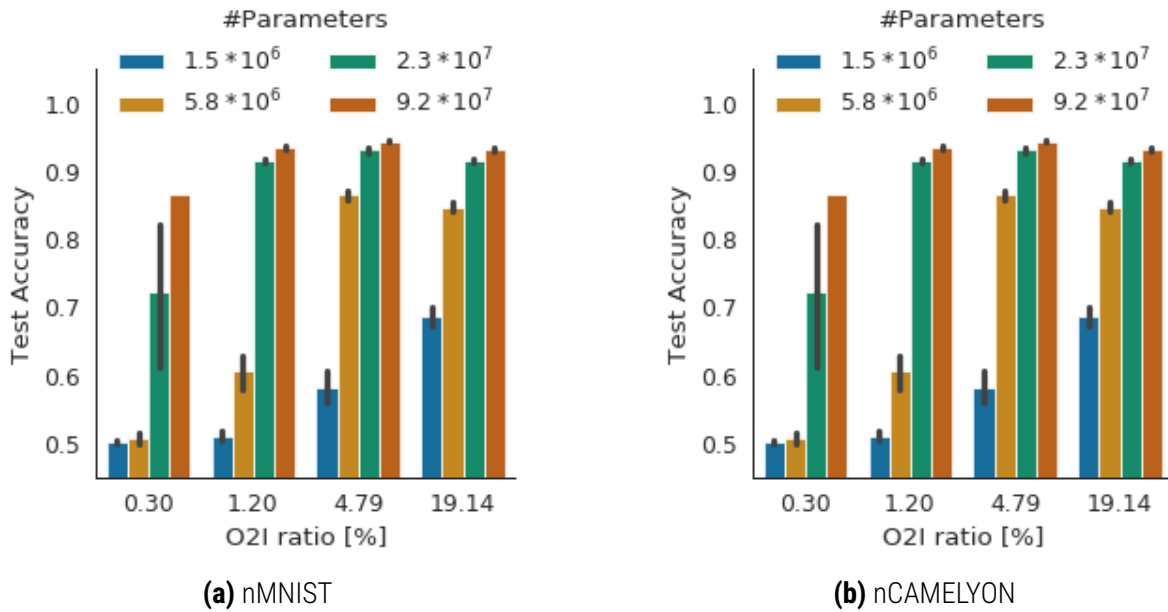 #Parameters
1.5 * 10^6 2.3 * 10^7
5.8 * 10^6 9.2 * 10^7
1.0
0.9
0.8
0.7
0.6
0.5
Test Accuracy
0.30 1.20 4.79 19.14
O2I ratio [%]
(a) nMNIST
#Parameters
1.5 * 10^6 2.3 * 10^7
5.8 * 10^6 9.2 * 10^7
1.0
0.9
0.8
0.7
0.6
0.5
Test Accuracy
0.30 1.20 4.79 19.14
O2I ratio [%]
(b) nCAMELYON